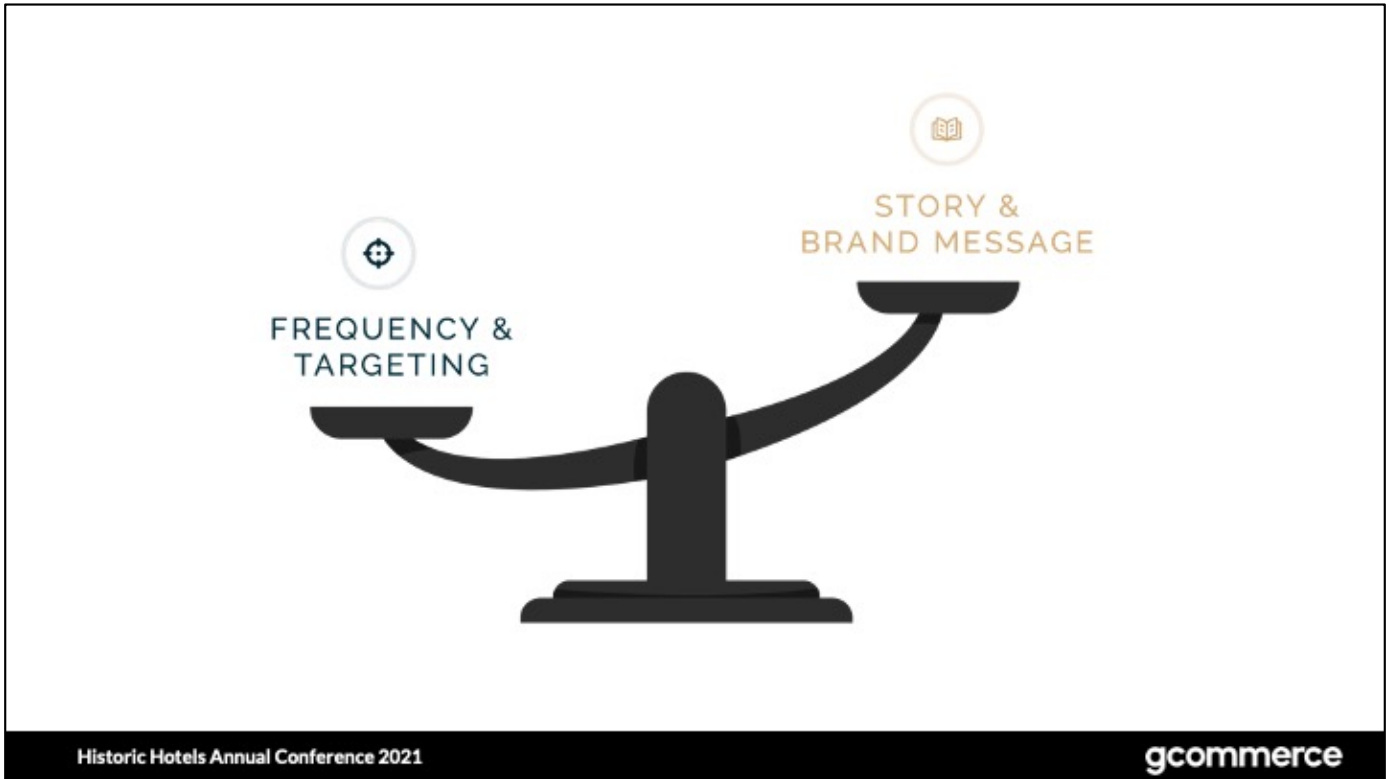 FREQUENCY &
TARGETING
STORY &
BRAND MESSAGE
Historic Hotels Annual Conference 2021
gcommerce